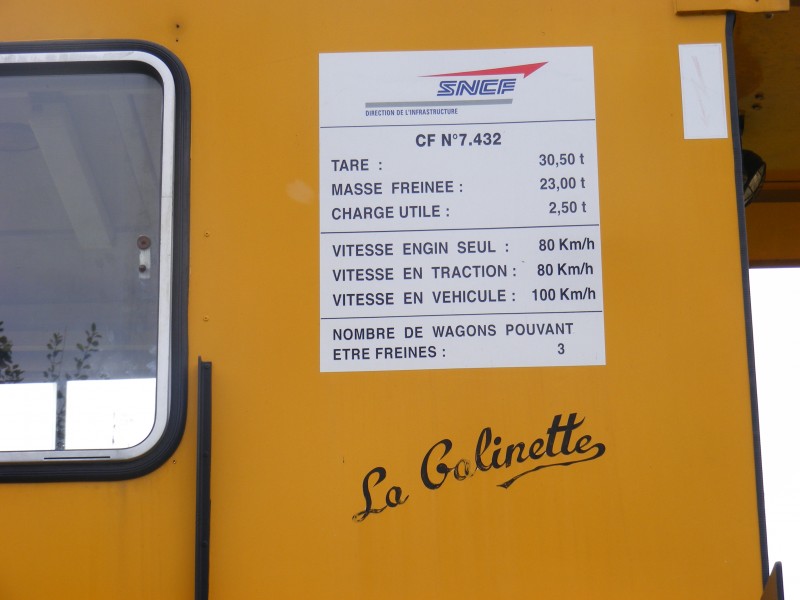 SNCF
DIRECTION DE L'INFRASTRUCTURE
CF N°7.432
TARE : 30,50 t
MASSE FREINEE : 23,00 t
CHARGE UTILE : 2,50 t
VITESSE ENGIN SEUL : 80 Km/h
VITESSE EN TRACTION : 80 Km/h
VITESSE EN VEHICULE : 100 Km/h
NOMBRE DE WAGONS POUVANT
ETRE FREINES : 3
La Galinette